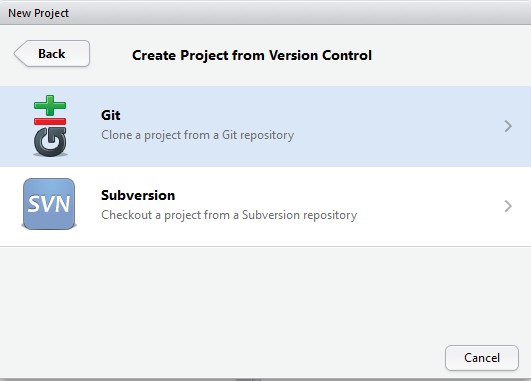 New Project
Back
Create Project from Version Control
Git
Clone a project from a Git repository
SVN
Subversion
Checkout a project from a Subversion repository
Cancel